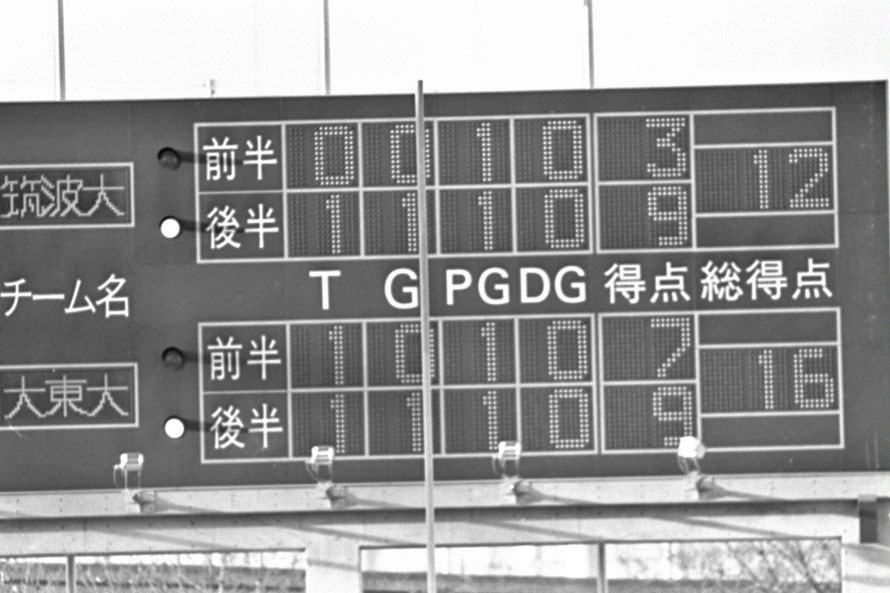 前半 0 0 1 0 3
筑波大 12
後半 1 1 1 0 9
チーム名 T G PG DG 得点 総得点
前半 1 0 1 0 7
大東大 16
後半 1 1 1 0 9